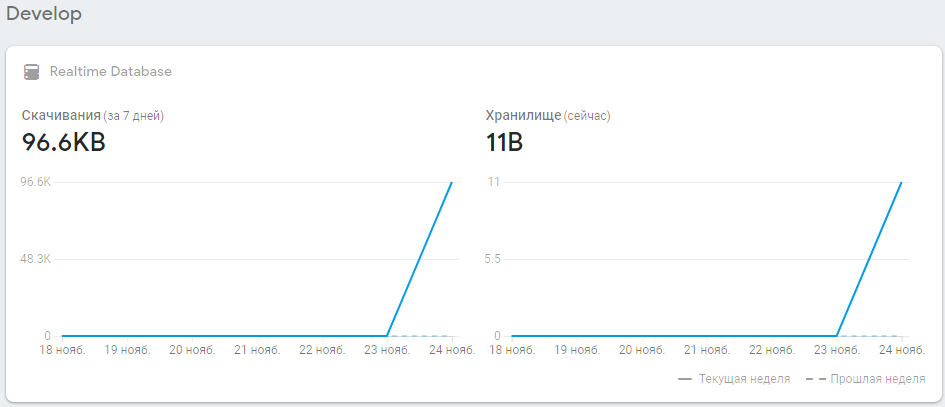 Develop
Realtime Database
Скачивания (за 7 дней)
96.6KB
96.6K
48.3K
0
18 нояб. 19 нояб. 20 нояб. 21 нояб. 22 нояб. 23 нояб. 24 нояб.
Хранилище (сейчас)
11B
11
5.5
0
18 нояб. 19 нояб. 20 нояб. 21 нояб. 22 нояб. 23 нояб. 24 нояб.
Текущая неделя Прошлая неделя